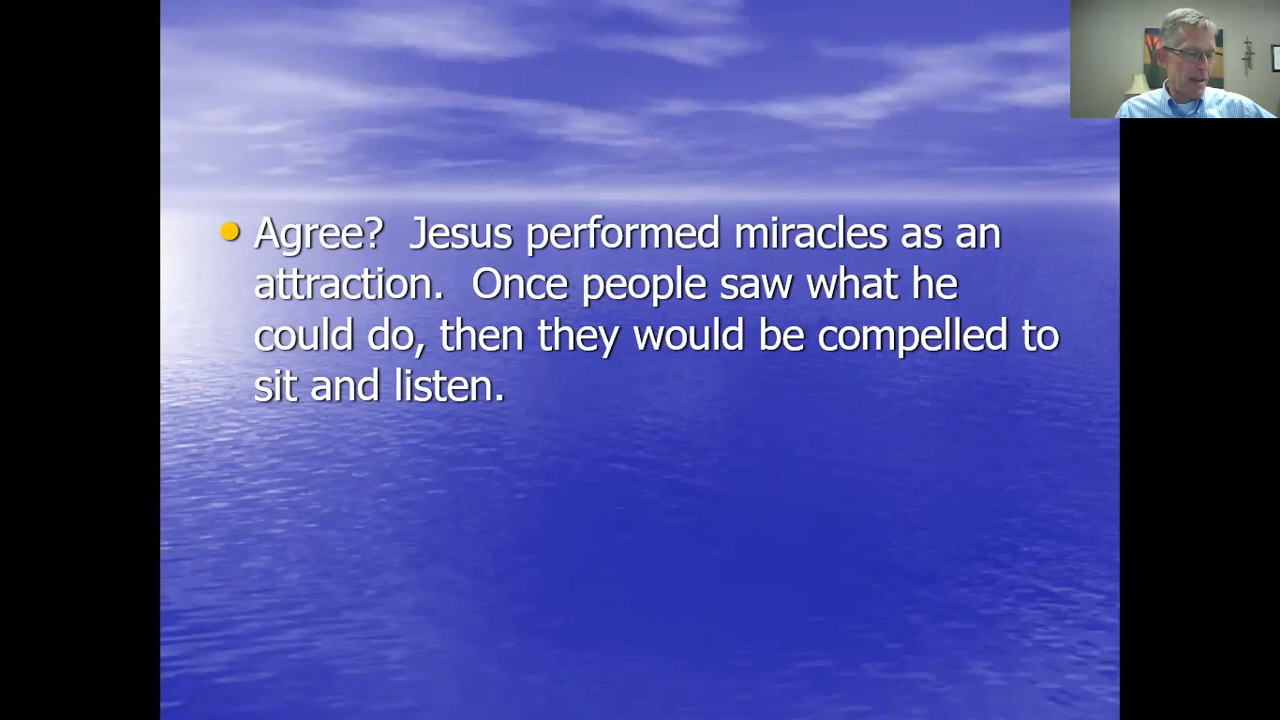 Agree?  Jesus performed miracles as an
attraction.  Once people saw what he
could do, then they would be compelled to
sit and listen.